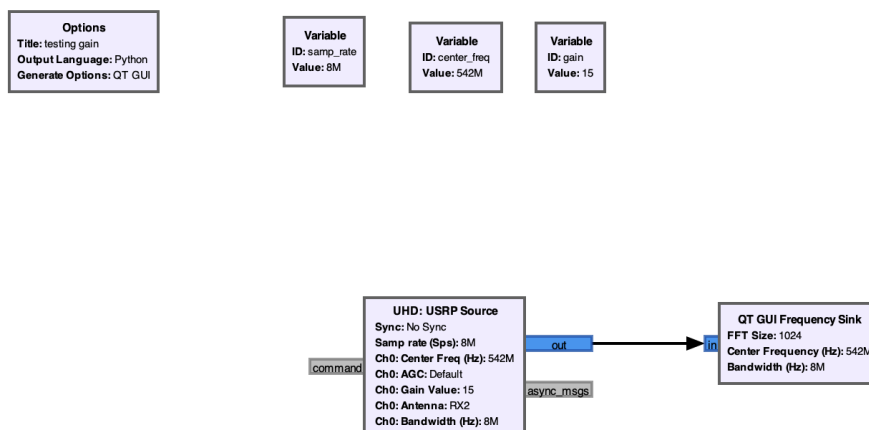 Options
Title: testing gain
Output Language: Python
Generate Options: QT GUI
Variable
ID: samp_rate
Value: 8M
Variable
ID: center_freq
Value: 542M
Variable
ID: gain
Value: 15
UHD: USRP Source
Sync: No Sync
Samp rate (Sps): 8M
Ch0: Center Freq (Hz): 542M
Ch0: AGC: Default
Ch0: Gain Value: 15
Ch0: Antenna: RX2
Ch0: Bandwidth (Hz): 8M
command
out
async_msgs
in
QT GUI Frequency Sink
FFT Size: 1024
Center Frequency (Hz): 542M
Bandwidth (Hz): 8M